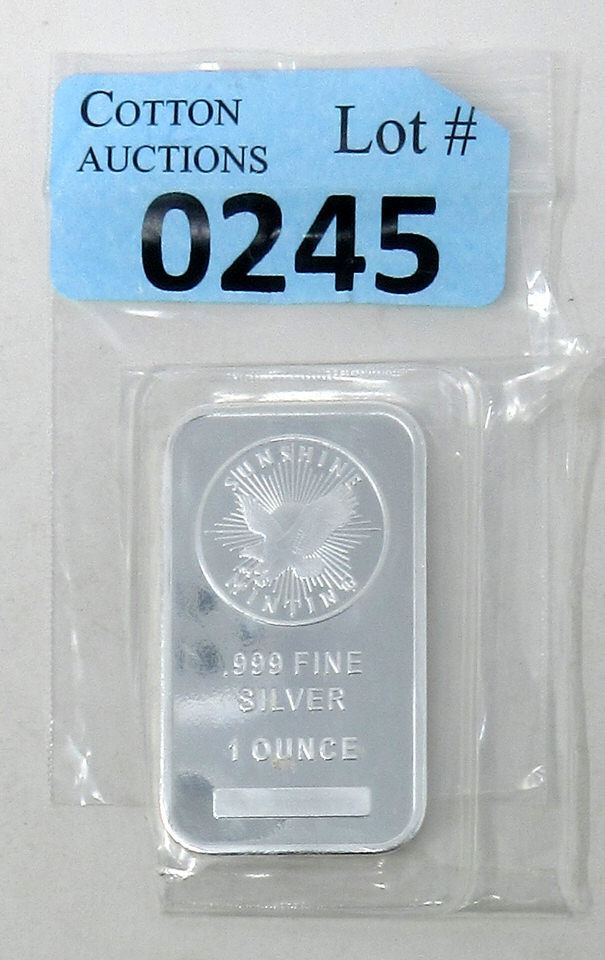 COTTON
AUCTIONS
Lot #
0245
SUNSHINE
MINTING
.999 FINE
SILVER
1 OUNCE